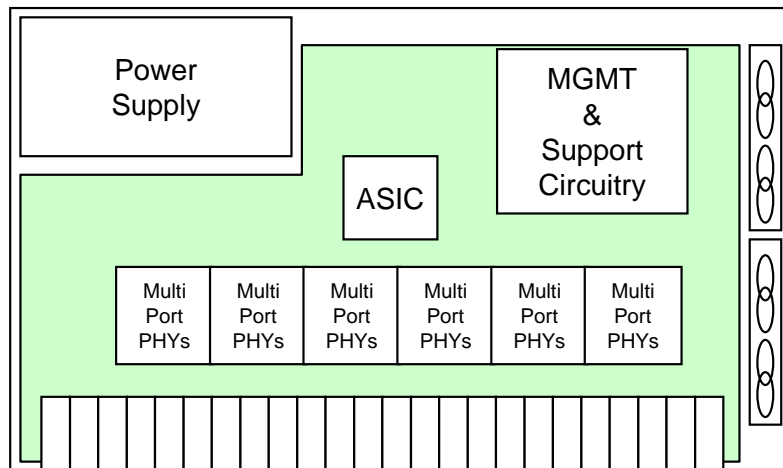 Power
Supply
MGMT
&
Support
Circuitry
ASIC
Multi
Port
PHYs
Multi
Port
PHYs
Multi
Port
PHYs
Multi
Port
PHYs
Multi
Port
PHYs
Multi
Port
PHYs